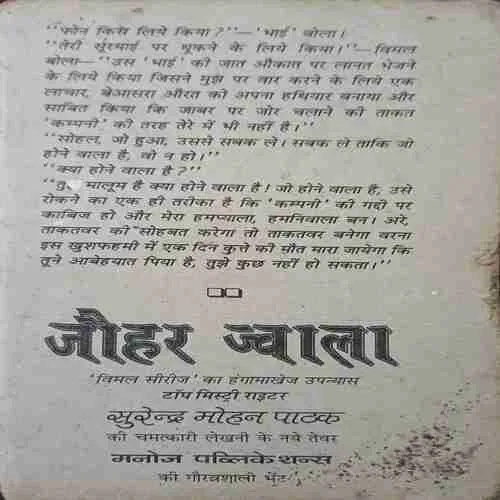 "फोन किस लिये किया?"—'भाई' बोला।
"तेरी सूरमाई पर थूकने के लिये किया।"—विमल
बोला—"उस 'भाई' की जात औकात पर लानत भेजने
के लिये किया जिसने मुझ पर वार करने के लिये एक
लाचार, बेआसरा औरत को अपना हथियार बनाया और
साबित किया कि जाबर पर जोर चलाने की ताकत
'कम्पनी' की तरह तेरे में भी नहीं है।"
"सोहल, जो हुआ, उससे सबक ले। सबक ले ताकि जो
होने वाला है, वो न हो।"
"क्या होने वाला है?"
"तुझे मालूम है क्या होने वाला है! जो होने वाला है, उसे
रोकने का एक ही तरीका है कि 'कम्पनी' की गद्दी पर
काबिज हो और मेरा हमप्याला, हमनिवाला बन। अरे,
ताकतवर की सोहबत करेगा तो ताकतवर बनेगा वरना
इस खुशफहमी में एक दिन कुत्ते की मौत मारा जायेगा कि
तूने आबेहयात पिया है, तुझे कुछ नहीं हो सकता।"
जौहर ज्वाला
'विमल सीरीज' का हंगामाखेज उपन्यास
टॉप मिस्ट्री राइटर
सुरेन्द्र मोहन पाठक
की चमत्कारी लेखनी के नये तेवर
मनोज पब्लिकेशन्स
की गौरवशाली भेंट